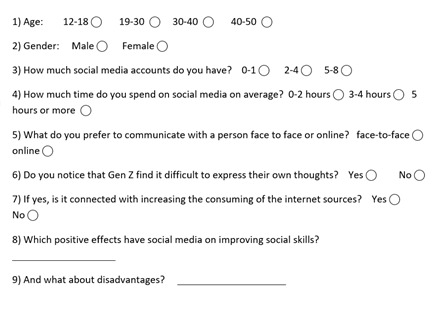 1) Age: 12-18 19-30 30-40 40-50
2) Gender: Male Female
3) How much social media accounts do you have? 0-1 2-4 5-8
4) How much time do you spend on social media on average? 0-2 hours 3-4 hours 5
hours or more
5) What do you prefer to communicate with a person face to face or online? face-to-face
online
6) Do you notice that Gen Z find it difficult to express their own thoughts? Yes No
7) If yes, is it connected with increasing the consuming of the internet sources? Yes
No
8) Which positive effects have social media on improving social skills?
9) And what about disadvantages?